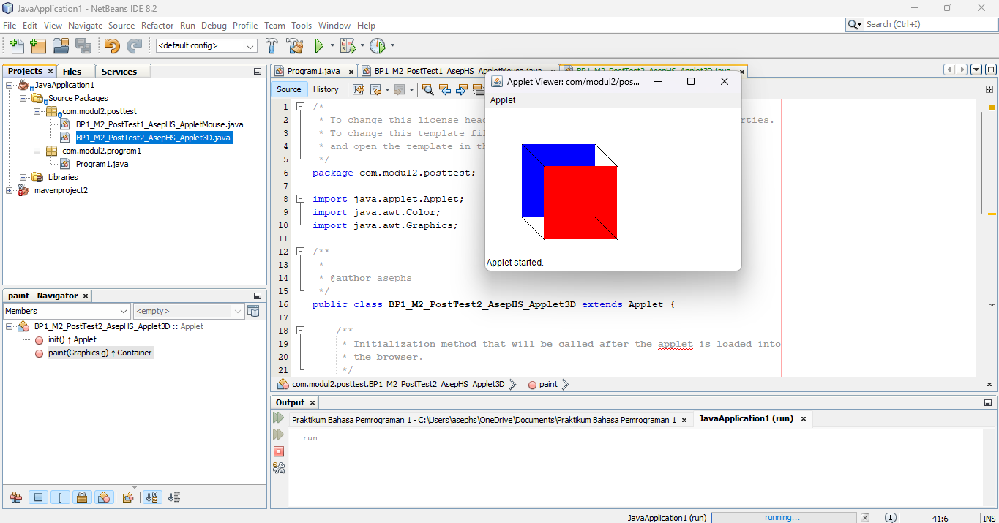 JavaApplication1 - NetBeans IDE 8.2
File Edit View Navigate Source Refactor Run Debug Profile Team Tools Window Help
Search (Ctrl+I)
<default config>
Projects
Files
Services
JavaApplication1
Source Packages
com.modul2.posttest
BP1_M2_PostTest1_AsepHS_AppletMouse.java
BP1_M2_PostTest2_AsepHS_Applet3D.java
com.modul2.program1
Program1.java
Libraries
mavenproject2
paint - Navigator
Members
<empty>
BP1_M2_PostTest2_AsepHS_Applet3D :: Applet
init() ↑ Applet
paint(Graphics g) ↑ Container
Program1.java
BP1_M2_PostTest1_AsepHS_AppletMouse.java
BP1_M2_PostTest2_AsepHS_Applet3D.java
Source
History
1 /*
2 * To change this license head rties.
3 * To change this template fil
4 * and open the template in th
5 */
6 package com.modul2.posttest;
7
8 import java.applet.Applet;
9 import java.awt.Color;
10 import java.awt.Graphics;
11
12 /**
13 *
14 * @author asephs
15 */
16 public class BP1_M2_PostTest2_AsepHS_Applet3D extends Applet {
17
18 /**
19 * Initialization method that will be called after the applet is loaded into
20 * the browser.
21 */
Applet Viewer: com/modul2/pos...
Applet
Applet started.
com.modul2.posttest.BP1_M2_PostTest2_AsepHS_Applet3D
paint
Output
Praktikum Bahasa Pemrograman 1 - C:\Users\asephs\OneDrive\Documents\Praktikum Bahasa Pemrograman 1
JavaApplication1 (run)
run:
JavaApplication1 (run)
running...
1
41:6
INS